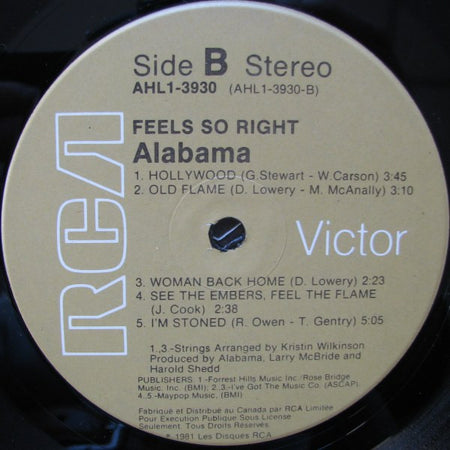 Side B Stereo
AHL1-3930 (AHL1-3930-B)
FEELS SO RIGHT
Alabama
1. HOLLYWOOD (G. Stewart - W. Carson) 3:45
2. OLD FLAME (D. Lowery - M. McAnally) 3:10
RCA
Victor
3. WOMAN BACK HOME (D. Lowery) 2:23
4. SEE THE EMBERS, FEEL THE FLAME
(J. Cook) 2:38
5. I'M STONED (R. Owen - T. Gentry) 5:05
1.,3.-Strings Arranged by Kristin Wilkinson
Produced by Alabama, Larry McBride and
Harold Shedd
PUBLISHERS: 1.-Forrest Hills Music Inc./Rose Bridge
Music, Inc. (BMI); 2.,3.-I've Got The Music Co. (ASCAP);
4.,5.-Maypop Music, (BMI)
Fabriqué et Distribué au Canada par RCA Limitée
Pour Exécution Publique Sous License
Seulement. Tous Droits Réservés.
℗ 1981 Les Disques RCA